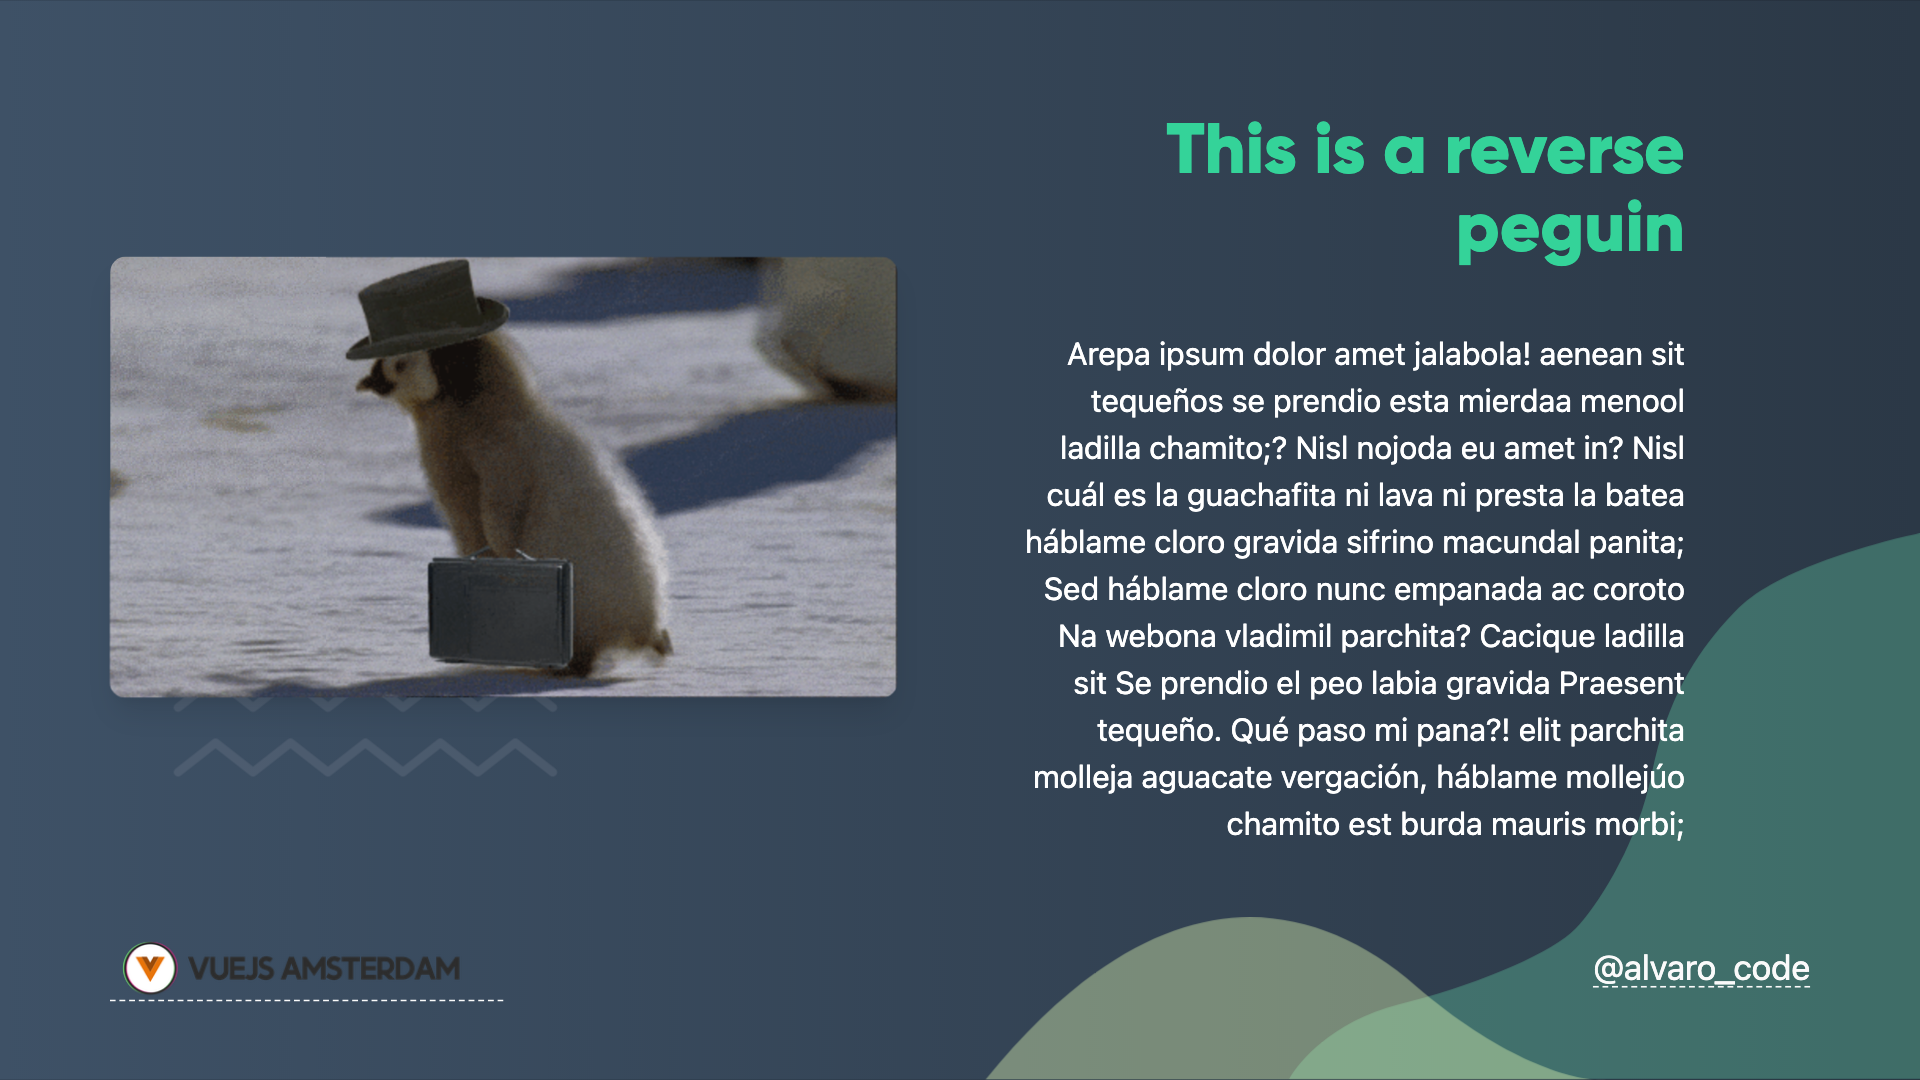 This is a reverse
peguin
Arepa ipsum dolor amet jalabola! aenean sit
tequeños se prendio esta mierdaa menool
ladilla chamito;? Nisl nojoda eu amet in? Nisl
cuál es la guachafita ni lava ni presta la batea
háblame cloro gravida sifrino macundal panita;
Sed háblame cloro nunc empanada ac coroto
Na webona vladimil parchita? Cacique ladilla
sit Se prendio el peo labia gravida Praesent
tequeño. Qué paso mi pana?! elit parchita
molleja aguacate vergación, háblame mollejúo
chamito est burda mauris morbi;
VUEJS AMSTERDAM
@alvaro_code